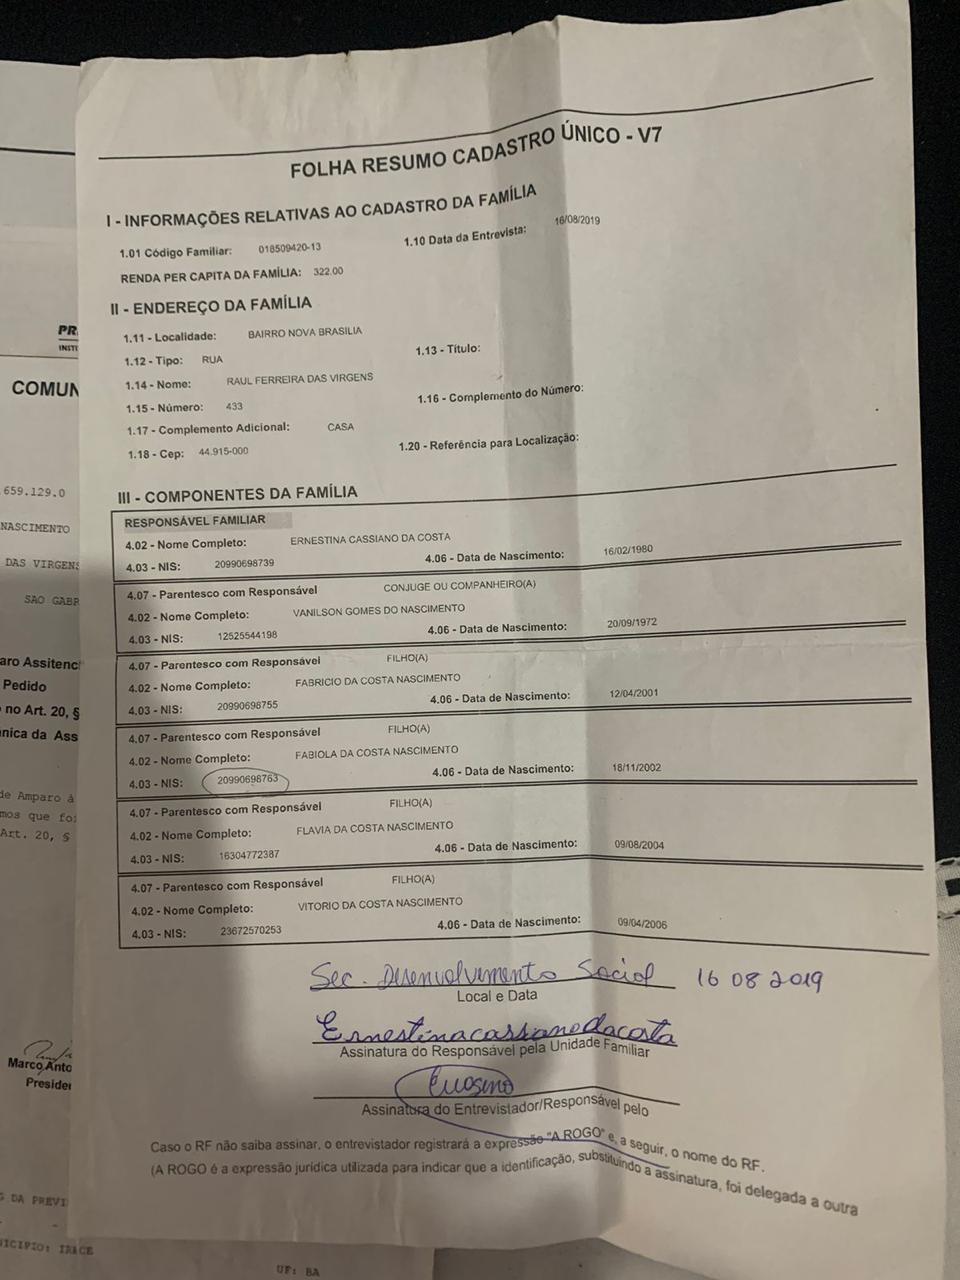 FOLHA RESUMO CADASTRO ÚNICO - V7
I - INFORMAÇÕES RELATIVAS AO CADASTRO DA FAMÍLIA
1.01 Código Familiar: 018509420-13 1.10 Data da Entrevista: 16/08/2019
RENDA PER CAPITA DA FAMÍLIA: 322.00
II - ENDEREÇO DA FAMÍLIA
1.11 - Localidade: BAIRRO NOVA BRASILIA
1.12 - Tipo: RUA 1.13 - Título:
1.14 - Nome: RAUL FERREIRA DAS VIRGENS
1.15 - Número: 433 1.16 - Complemento do Número:
1.17 - Complemento Adicional: CASA
1.18 - Cep: 44.915-000 1.20 - Referência para Localização:
III - COMPONENTES DA FAMÍLIA
RESPONSÁVEL FAMILIAR
4.02 - Nome Completo: ERNESTINA CASSIANO DA COSTA
4.03 - NIS: 20990698739 4.06 - Data de Nascimento: 16/02/1980
4.07 - Parentesco com Responsável CONJUGE OU COMPANHEIRO(A)
4.02 - Nome Completo: VANILSON GOMES DO NASCIMENTO
4.03 - NIS: 12525544198 4.06 - Data de Nascimento: 20/09/1972
4.07 - Parentesco com Responsável FILHO(A)
4.02 - Nome Completo: FABRICIO DA COSTA NASCIMENTO
4.03 - NIS: 20990698755 4.06 - Data de Nascimento: 12/04/2001
4.07 - Parentesco com Responsável FILHO(A)
4.02 - Nome Completo: FABIOLA DA COSTA NASCIMENTO
4.03 - NIS: 20990698763 4.06 - Data de Nascimento: 18/11/2002
4.07 - Parentesco com Responsável FILHO(A)
4.02 - Nome Completo: FLAVIA DA COSTA NASCIMENTO
4.03 - NIS: 16304772387 4.06 - Data de Nascimento: 09/08/2004
4.07 - Parentesco com Responsável FILHO(A)
4.02 - Nome Completo: VITORIO DA COSTA NASCIMENTO
4.03 - NIS: 23672570253 4.06 - Data de Nascimento: 09/04/2006
Sec. Desenvolvimento Social 16 08 2019
Local e Data
Ernestina cassiano da costa
Assinatura do Responsável pela Unidade Familiar
Assinatura do Entrevistador/Responsável pelo
Caso o RF não saiba assinar, o entrevistador registrará a expressão "A ROGO" e, a seguir, o nome do RF.
(A ROGO é a expressão jurídica utilizada para indicar que a identificação, substituindo a assinatura, foi delegada a outra
PR
INSTI
COMUN
659.129.0
NASCIMENTO
DAS VIRGENS
SAO GABR
aro Assitenc
Pedido
no Art. 20, §
nica da Ass
de Amparo à
mos que foi
Art. 20, §
Marco Anto
Presider
S DA PREVI
NICIPIO: IRECE
UF: BA